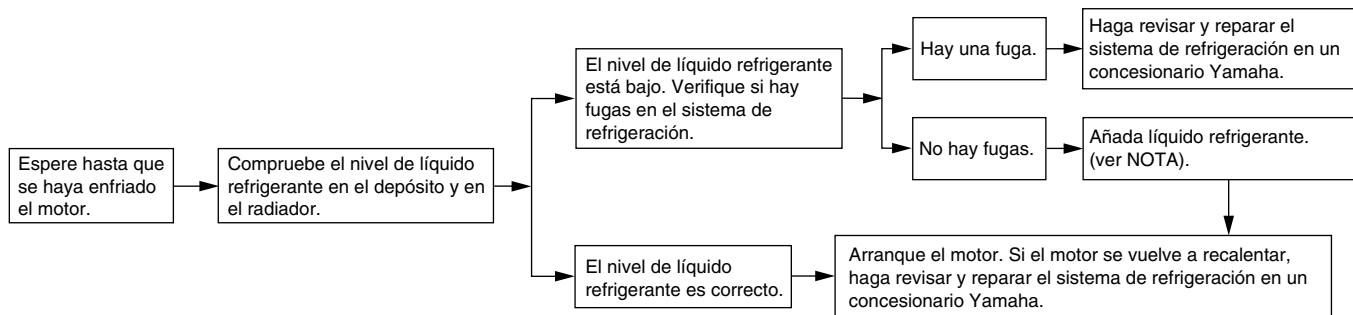 Espere hasta que
se haya enfriado
el motor.
Compruebe el nivel de líquido
refrigerante en el depósito y en
el radiador.
El nivel de líquido refrigerante
está bajo. Verifique si hay
fugas en el sistema de
refrigeración.
Hay una fuga.
Haga revisar y reparar el
sistema de refrigeración en un
concesionario Yamaha.
No hay fugas.
Añada líquido refrigerante.
(ver NOTA).
El nivel de líquido
refrigerante es correcto.
Arranque el motor. Si el motor se vuelve a recalentar,
haga revisar y reparar el sistema de refrigeración en un
concesionario Yamaha.